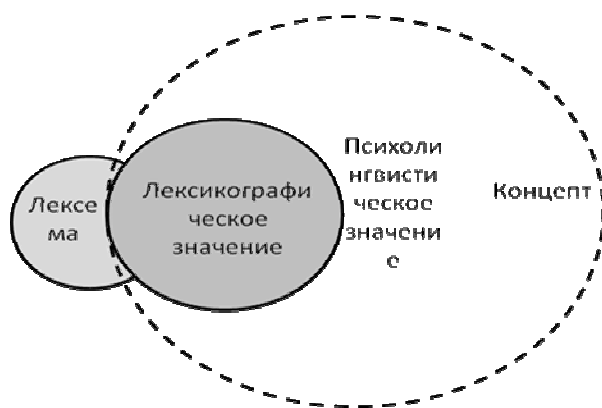 Лексе
ма
Лексикографи
ческое
значение
Психоли
нгвисти
ческое
значени
е
Концепт